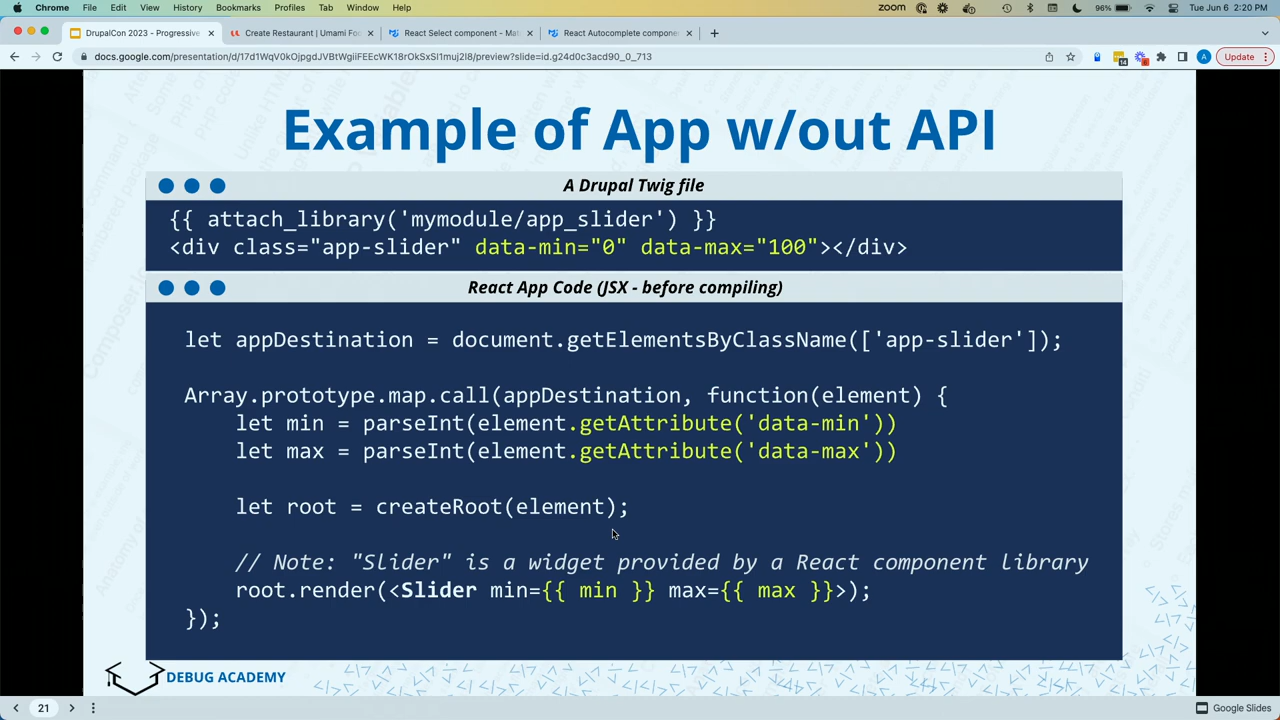 Chrome File Edit View History Bookmarks Profiles Tab Window Help zoom 96% Tue Jun 6 2:20 PM
DrupalCon 2023 - Progressive Create Restaurant | Umami Foo React Select component - Mat React Autocomplete compone
docs.google.com/presentation/d/17d1WqV0kOjpgdJVBtWgiiFEEcWK18rOkSxSI1muj2I8/preview?slide=id.g24d0c3acd90_0_713 14 6 A Update
Example of App w/out API
A Drupal Twig file
{{ attach_library('mymodule/app_slider') }}
<div class="app-slider" data-min="0" data-max="100"></div>
React App Code (JSX - before compiling)
let appDestination = document.getElementsByClassName(['app-slider']);
Array.prototype.map.call(appDestination, function(element) {
let min = parseInt(element.getAttribute('data-min'))
let max = parseInt(element.getAttribute('data-max'))
let root = createRoot(element);
// Note: "Slider" is a widget provided by a React component library
root.render(<Slider min={{ min }} max={{ max }}>);
});
DEBUG ACADEMY
21 Google Slides